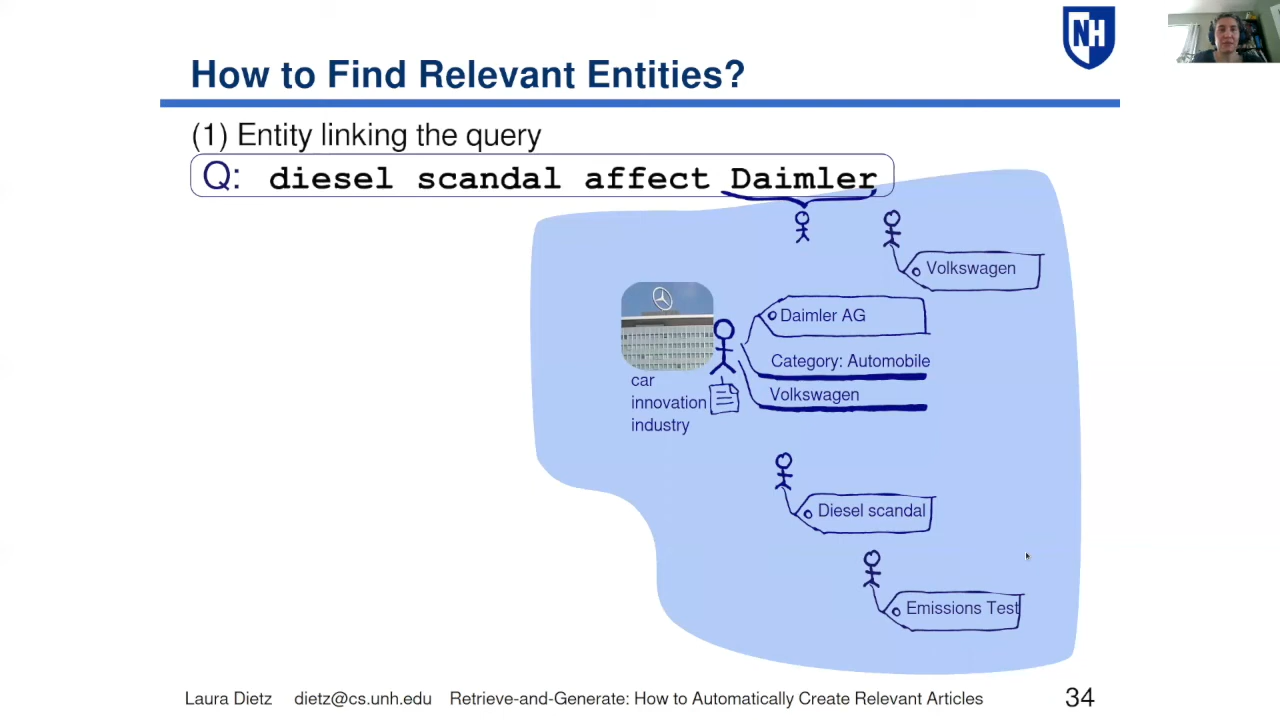 NH
How to Find Relevant Entities?
(1) Entity linking the query
Q: diesel scandal affect Daimler
Volkswagen
Daimler AG
Category: Automobile
Volkswagen
car
innovation
industry
Diesel scandal
Emissions Test
Laura Dietz dietz@cs.unh.edu Retrieve-and-Generate: How to Automatically Create Relevant Articles 34